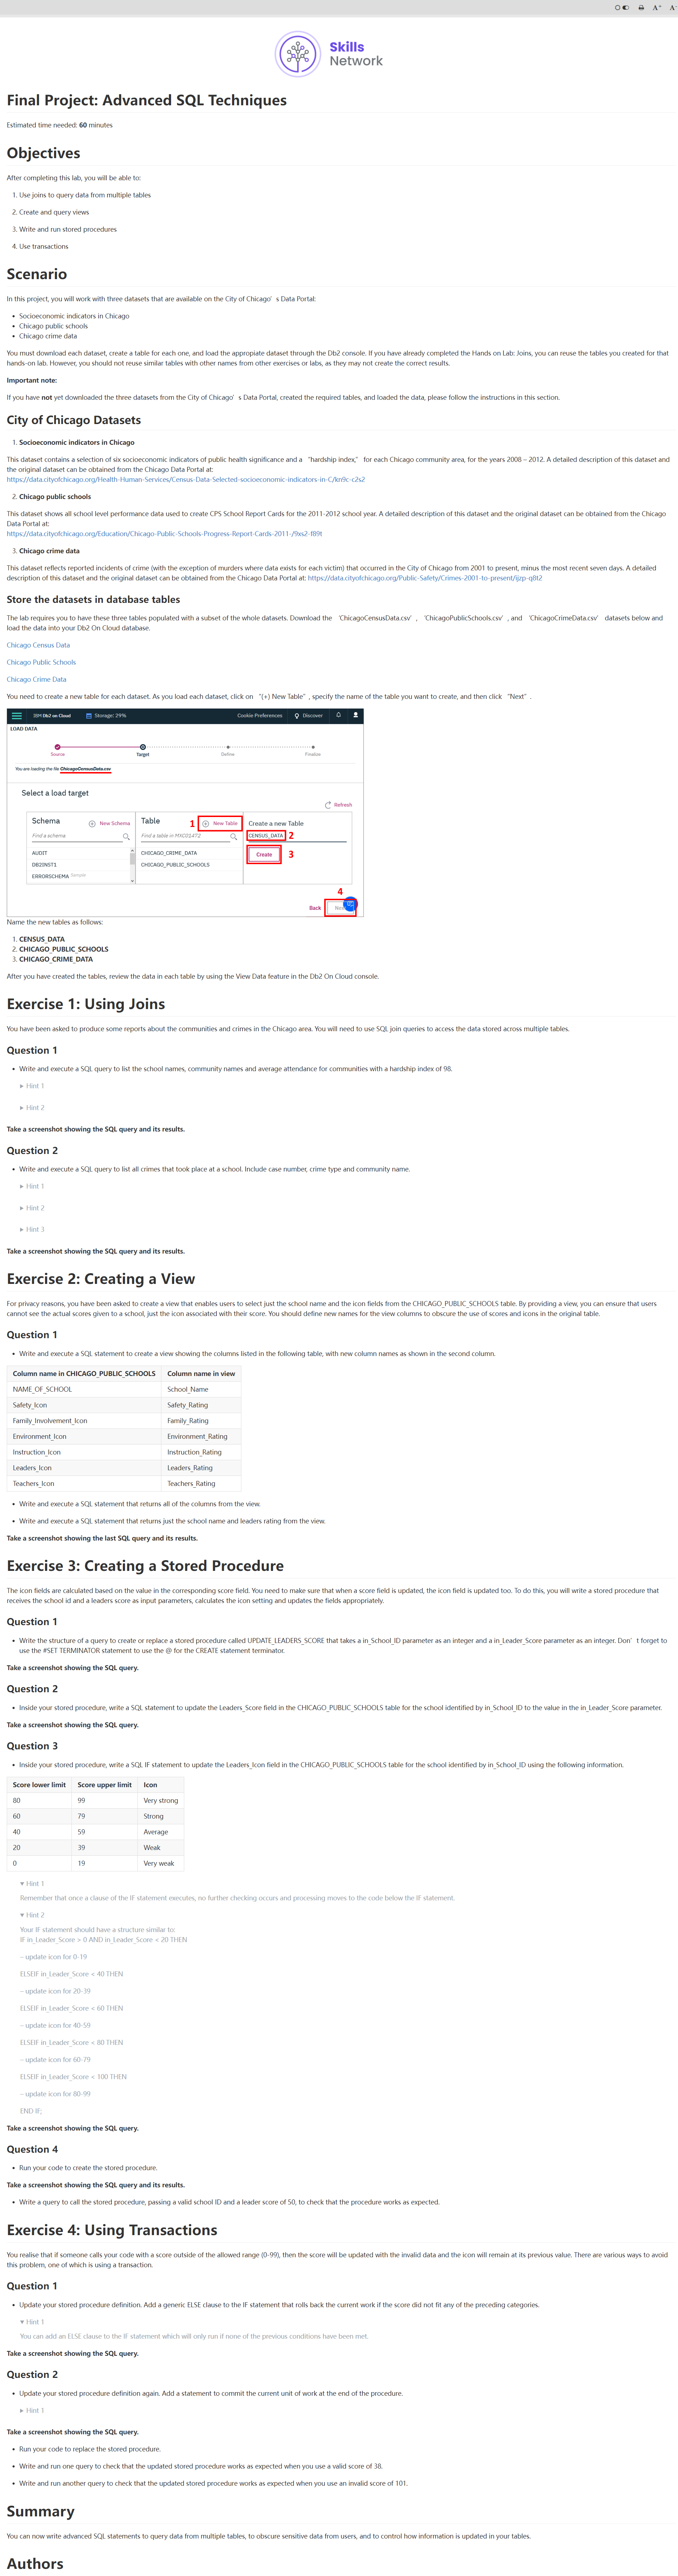 A+ A-
Skills
Network
Final Project: Advanced SQL Techniques
Estimated time needed: 60 minutes
Objectives
After completing this lab, you will be able to:
1. Use joins to query data from multiple tables
2. Create and query views
3. Write and run stored procedures
4. Use transactions
Scenario
In this project, you will work with three datasets that are available on the City of Chicago's Data Portal:
• Socioeconomic indicators in Chicago
• Chicago public schools
• Chicago crime data
You must download each dataset, create a table for each one, and load the appropiate dataset through the Db2 console. If you have already completed the Hands on Lab: Joins, you can reuse the tables you created for that
hands-on lab. However, you should not reuse similar tables with other names from other exercises or labs, as they may not create the correct results.
Important note:
If you have not yet downloaded the three datasets from the City of Chicago's Data Portal, created the required tables, and loaded the data, please follow the instructions in this section.
City of Chicago Datasets
1. Socioeconomic indicators in Chicago
This dataset contains a selection of six socioeconomic indicators of public health significance and a "hardship index," for each Chicago community area, for the years 2008 – 2012. A detailed description of this dataset and
the original dataset can be obtained from the Chicago Data Portal at:
https://data.cityofchicago.org/Health-Human-Services/Census-Data-Selected-socioeconomic-indicators-in-C/kn9c-c2s2
2. Chicago public schools
This dataset shows all school level performance data used to create CPS School Report Cards for the 2011-2012 school year. A detailed description of this dataset and the original dataset can be obtained from the Chicago
Data Portal at:
https://data.cityofchicago.org/Education/Chicago-Public-Schools-Progress-Report-Cards-2011-/9xs2-f89t
3. Chicago crime data
This dataset reflects reported incidents of crime (with the exception of murders where data exists for each victim) that occurred in the City of Chicago from 2001 to present, minus the most recent seven days. A detailed
description of this dataset and the original dataset can be obtained from the Chicago Data Portal at: https://data.cityofchicago.org/Public-Safety/Crimes-2001-to-present/ijzp-q8t2
Store the datasets in database tables
The lab requires you to have these three tables populated with a subset of the whole datasets. Download the 'ChicagoCensusData.csv', 'ChicagoPublicSchools.csv', and 'ChicagoCrimeData.csv' datasets below and
load the data into your Db2 On Cloud database.
Chicago Census Data
Chicago Public Schools
Chicago Crime Data
You need to create a new table for each dataset. As you load each dataset, click on "(+) New Table", specify the name of the table you want to create, and then click "Next".
IBM Db2 on Cloud Storage: 29% Cookie Preferences Discover
LOAD DATA
Source Target Define Finalize
You are loading the file ChicagoCensusData.csv
Select a load target
Refresh
Schema New Schema Table 1 New Table Create a new Table
Find a schema Find a table in MXC01472 CENSUS_DATA 2
AUDIT CHICAGO_CRIME_DATA Create 3
DB2INST1 CHICAGO_PUBLIC_SCHOOLS
ERRORSCHEMA Sample
4
Back
Name the new tables as follows:
1. CENSUS_DATA
2. CHICAGO_PUBLIC_SCHOOLS
3. CHICAGO_CRIME_DATA
After you have created the tables, review the data in each table by using the View Data feature in the Db2 On Cloud console.
Exercise 1: Using Joins
You have been asked to produce some reports about the communities and crimes in the Chicago area. You will need to use SQL join queries to access the data stored across multiple tables.
Question 1
• Write and execute a SQL query to list the school names, community names and average attendance for communities with a hardship index of 98.
▶ Hint 1
▶ Hint 2
Take a screenshot showing the SQL query and its results.
Question 2
• Write and execute a SQL query to list all crimes that took place at a school. Include case number, crime type and community name.
▶ Hint 1
▶ Hint 2
▶ Hint 3
Take a screenshot showing the SQL query and its results.
Exercise 2: Creating a View
For privacy reasons, you have been asked to create a view that enables users to select just the school name and the icon fields from the CHICAGO_PUBLIC_SCHOOLS table. By providing a view, you can ensure that users
cannot see the actual scores given to a school, just the icon associated with their score. You should define new names for the view columns to obscure the use of scores and icons in the original table.
Question 1
• Write and execute a SQL statement to create a view showing the columns listed in the following table, with new column names as shown in the second column.
Column name in CHICAGO_PUBLIC_SCHOOLS Column name in view
NAME_OF_SCHOOL School_Name
Safety_Icon Safety_Rating
Family_Involvement_Icon Family_Rating
Environment_Icon Environment_Rating
Instruction_Icon Instruction_Rating
Leaders_Icon Leaders_Rating
Teachers_Icon Teachers_Rating
• Write and execute a SQL statement that returns all of the columns from the view.
• Write and execute a SQL statement that returns just the school name and leaders rating from the view.
Take a screenshot showing the last SQL query and its results.
Exercise 3: Creating a Stored Procedure
The icon fields are calculated based on the value in the corresponding score field. You need to make sure that when a score field is updated, the icon field is updated too. To do this, you will write a stored procedure that
receives the school id and a leaders score as input parameters, calculates the icon setting and updates the fields appropriately.
Question 1
• Write the structure of a query to create or replace a stored procedure called UPDATE_LEADERS_SCORE that takes a in_School_ID parameter as an integer and a in_Leader_Score parameter as an integer. Don't forget to
use the #SET TERMINATOR statement to use the @ for the CREATE statement terminator.
Take a screenshot showing the SQL query.
Question 2
• Inside your stored procedure, write a SQL statement to update the Leaders_Score field in the CHICAGO_PUBLIC_SCHOOLS table for the school identified by in_School_ID to the value in the in_Leader_Score parameter.
Take a screenshot showing the SQL query.
Question 3
• Inside your stored procedure, write a SQL IF statement to update the Leaders_Icon field in the CHICAGO_PUBLIC_SCHOOLS table for the school identified by in_School_ID using the following information.
Score lower limit Score upper limit Icon
80 99 Very strong
60 79 Strong
40 59 Average
20 39 Weak
0 19 Very weak
▼ Hint 1
Remember that once a clause of the IF statement executes, no further checking occurs and processing moves to the code below the IF statement.
▼ Hint 2
Your IF statement should have a structure similar to:
IF in_Leader_Score > 0 AND in_Leader_Score < 20 THEN
– update icon for 0-19
ELSEIF in_Leader_Score < 40 THEN
– update icon for 20-39
ELSEIF in_Leader_Score < 60 THEN
– update icon for 40-59
ELSEIF in_Leader_Score < 80 THEN
– update icon for 60-79
ELSEIF in_Leader_Score < 100 THEN
– update icon for 80-99
END IF;
Take a screenshot showing the SQL query.
Question 4
• Run your code to create the stored procedure.
Take a screenshot showing the SQL query and its results.
• Write a query to call the stored procedure, passing a valid school ID and a leader score of 50, to check that the procedure works as expected.
Exercise 4: Using Transactions
You realise that if someone calls your code with a score outside of the allowed range (0-99), then the score will be updated with the invalid data and the icon will remain at its previous value. There are various ways to avoid
this problem, one of which is using a transaction.
Question 1
• Update your stored procedure definition. Add a generic ELSE clause to the IF statement that rolls back the current work if the score did not fit any of the preceding categories.
▼ Hint 1
You can add an ELSE clause to the IF statement which will only run if none of the previous conditions have been met.
Take a screenshot showing the SQL query.
Question 2
• Update your stored procedure definition again. Add a statement to commit the current unit of work at the end of the procedure.
▶ Hint 1
Take a screenshot showing the SQL query.
• Run your code to replace the stored procedure.
• Write and run one query to check that the updated stored procedure works as expected when you use a valid score of 38.
• Write and run another query to check that the updated stored procedure works as expected when you use an invalid score of 101.
Summary
You can now write advanced SQL statements to query data from multiple tables, to obscure sensitive data from users, and to control how information is updated in your tables.
Authors